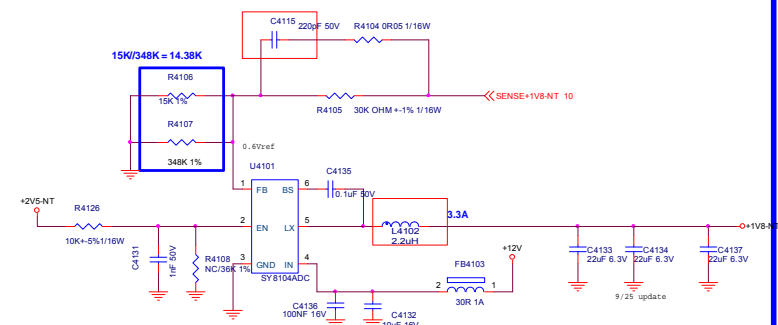 C4115
220pF 50V
R4104 0R05 1/16W
15K//348K = 14.38K
R4106
15K 1%
R4105 30K OHM +-1% 1/16W
SENSE+1V8-NT 10
R4107
348K 1%
0.6Vref
U4101
C4135
0.1uF 50V
1 FB BS 6
2 EN LX 5
3 GND IN 4
SY8104ADC
+2V5-NT
R4126
10K+-5%1/16W
C4131
1nF 50V
R4108
NC/36K 1%
3.3A
L4102
2.2uH
+12V
FB4103
2 1
30R 1A
C4136
100NF 16V
C4132
10uF 16V
+1V8-NT
C4133
22uF 6.3V
C4134
22uF 6.3V
C4137
22uF 6.3V
9/25 update